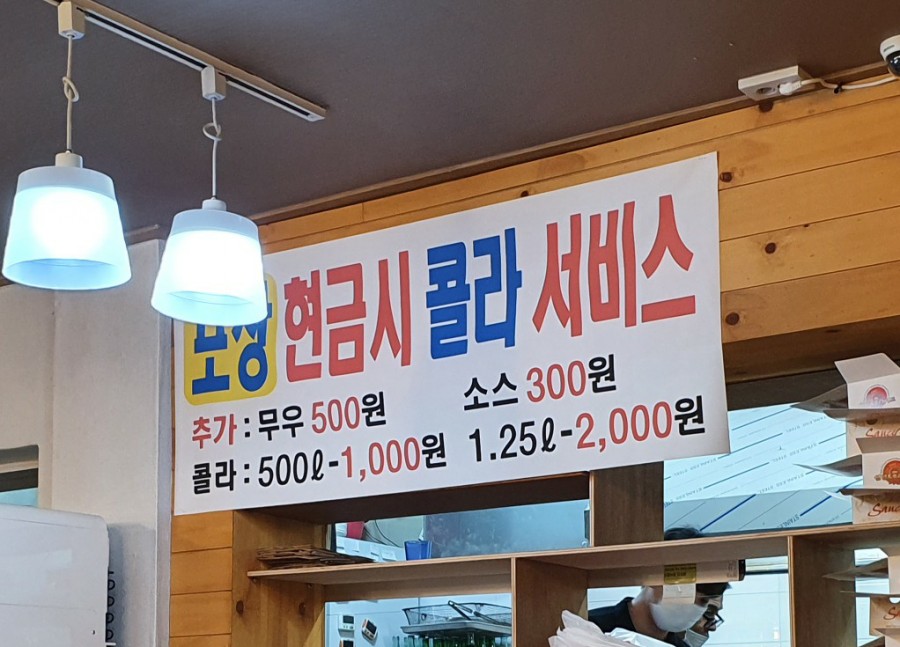 포장 현금시 콜라 서비스
추가 : 무우 500원 소스 300원
콜라 : 500ℓ-1,000원 1.25ℓ-2,000원
Saucy